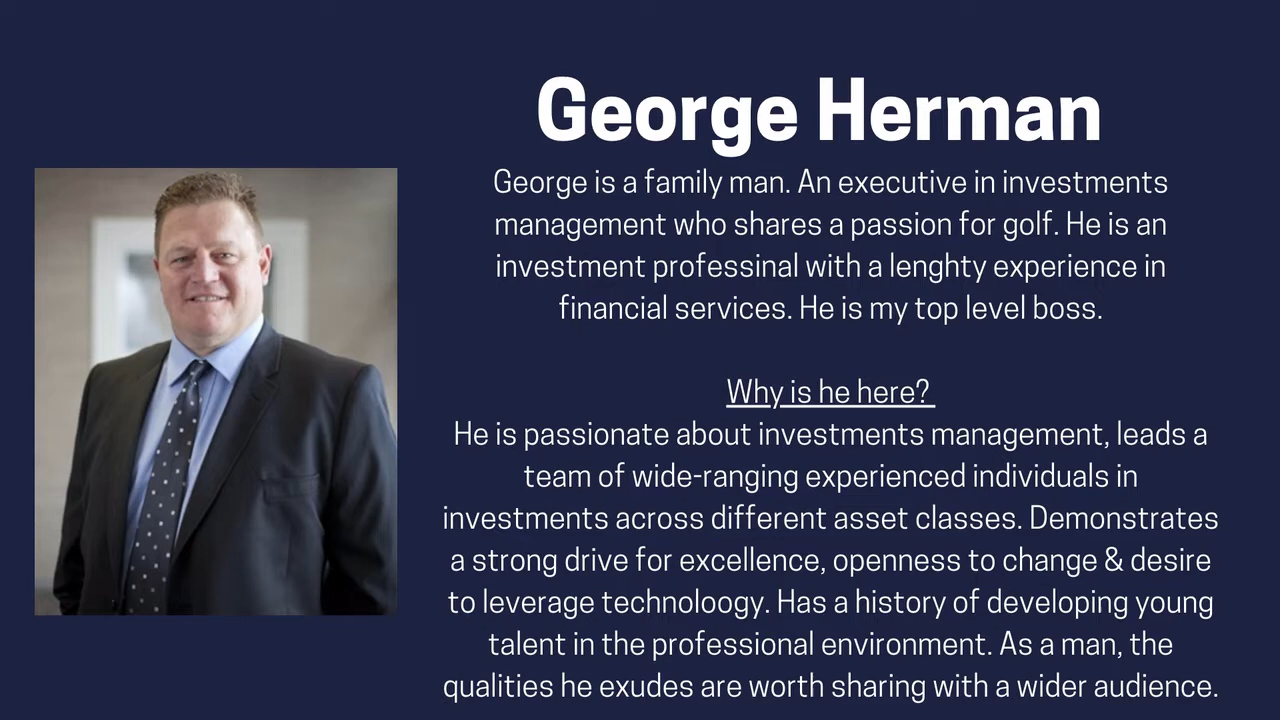 George Herman
George is a family man. An executive in investments
management who shares a passion for golf. He is an
investment professinal with a lenghty experience in
financial services. He is my top level boss.
Why is he here?
He is passionate about investments management, leads a
team of wide-ranging experienced individuals in
investments across different asset classes. Demonstrates
a strong drive for excellence, openness to change & desire
to leverage technoloogy. Has a history of developing young
talent in the professional environment. As a man, the
qualities he exudes are worth sharing with a wider audience.